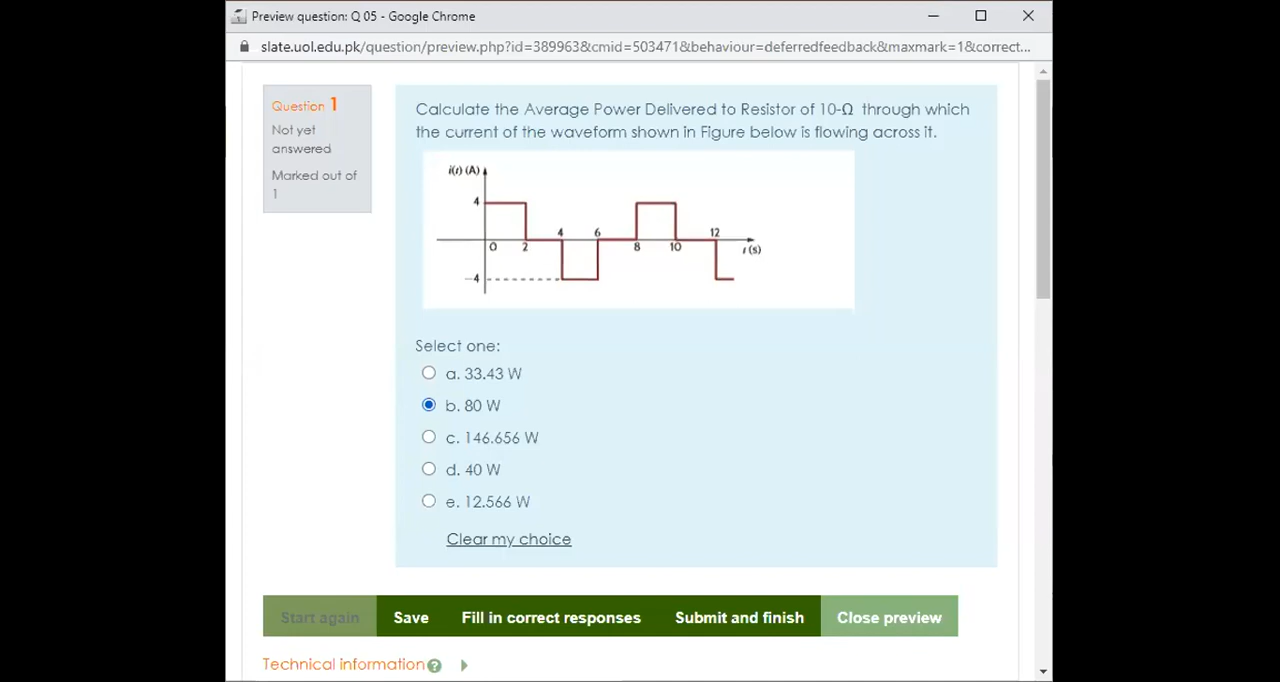 Preview question: Q 05 - Google Chrome
slate.uol.edu.pk/question/preview.php?id=389963&cmid=503471&behaviour=deferredfeedback&maxmark=1&correct...
Question 1
Not yet
answered
Marked out of
1
Calculate the Average Power Delivered to Resistor of 10-Ω through which
the current of the waveform shown in Figure below is flowing across it.
i(t) (A)
4
4 6 12
0 2 8 10 t (s)
−4
Select one:
a. 33.43 W
b. 80 W
c. 146.656 W
d. 40 W
e. 12.566 W
Clear my choice
Start again Save Fill in correct responses Submit and finish Close preview
Technical information ?